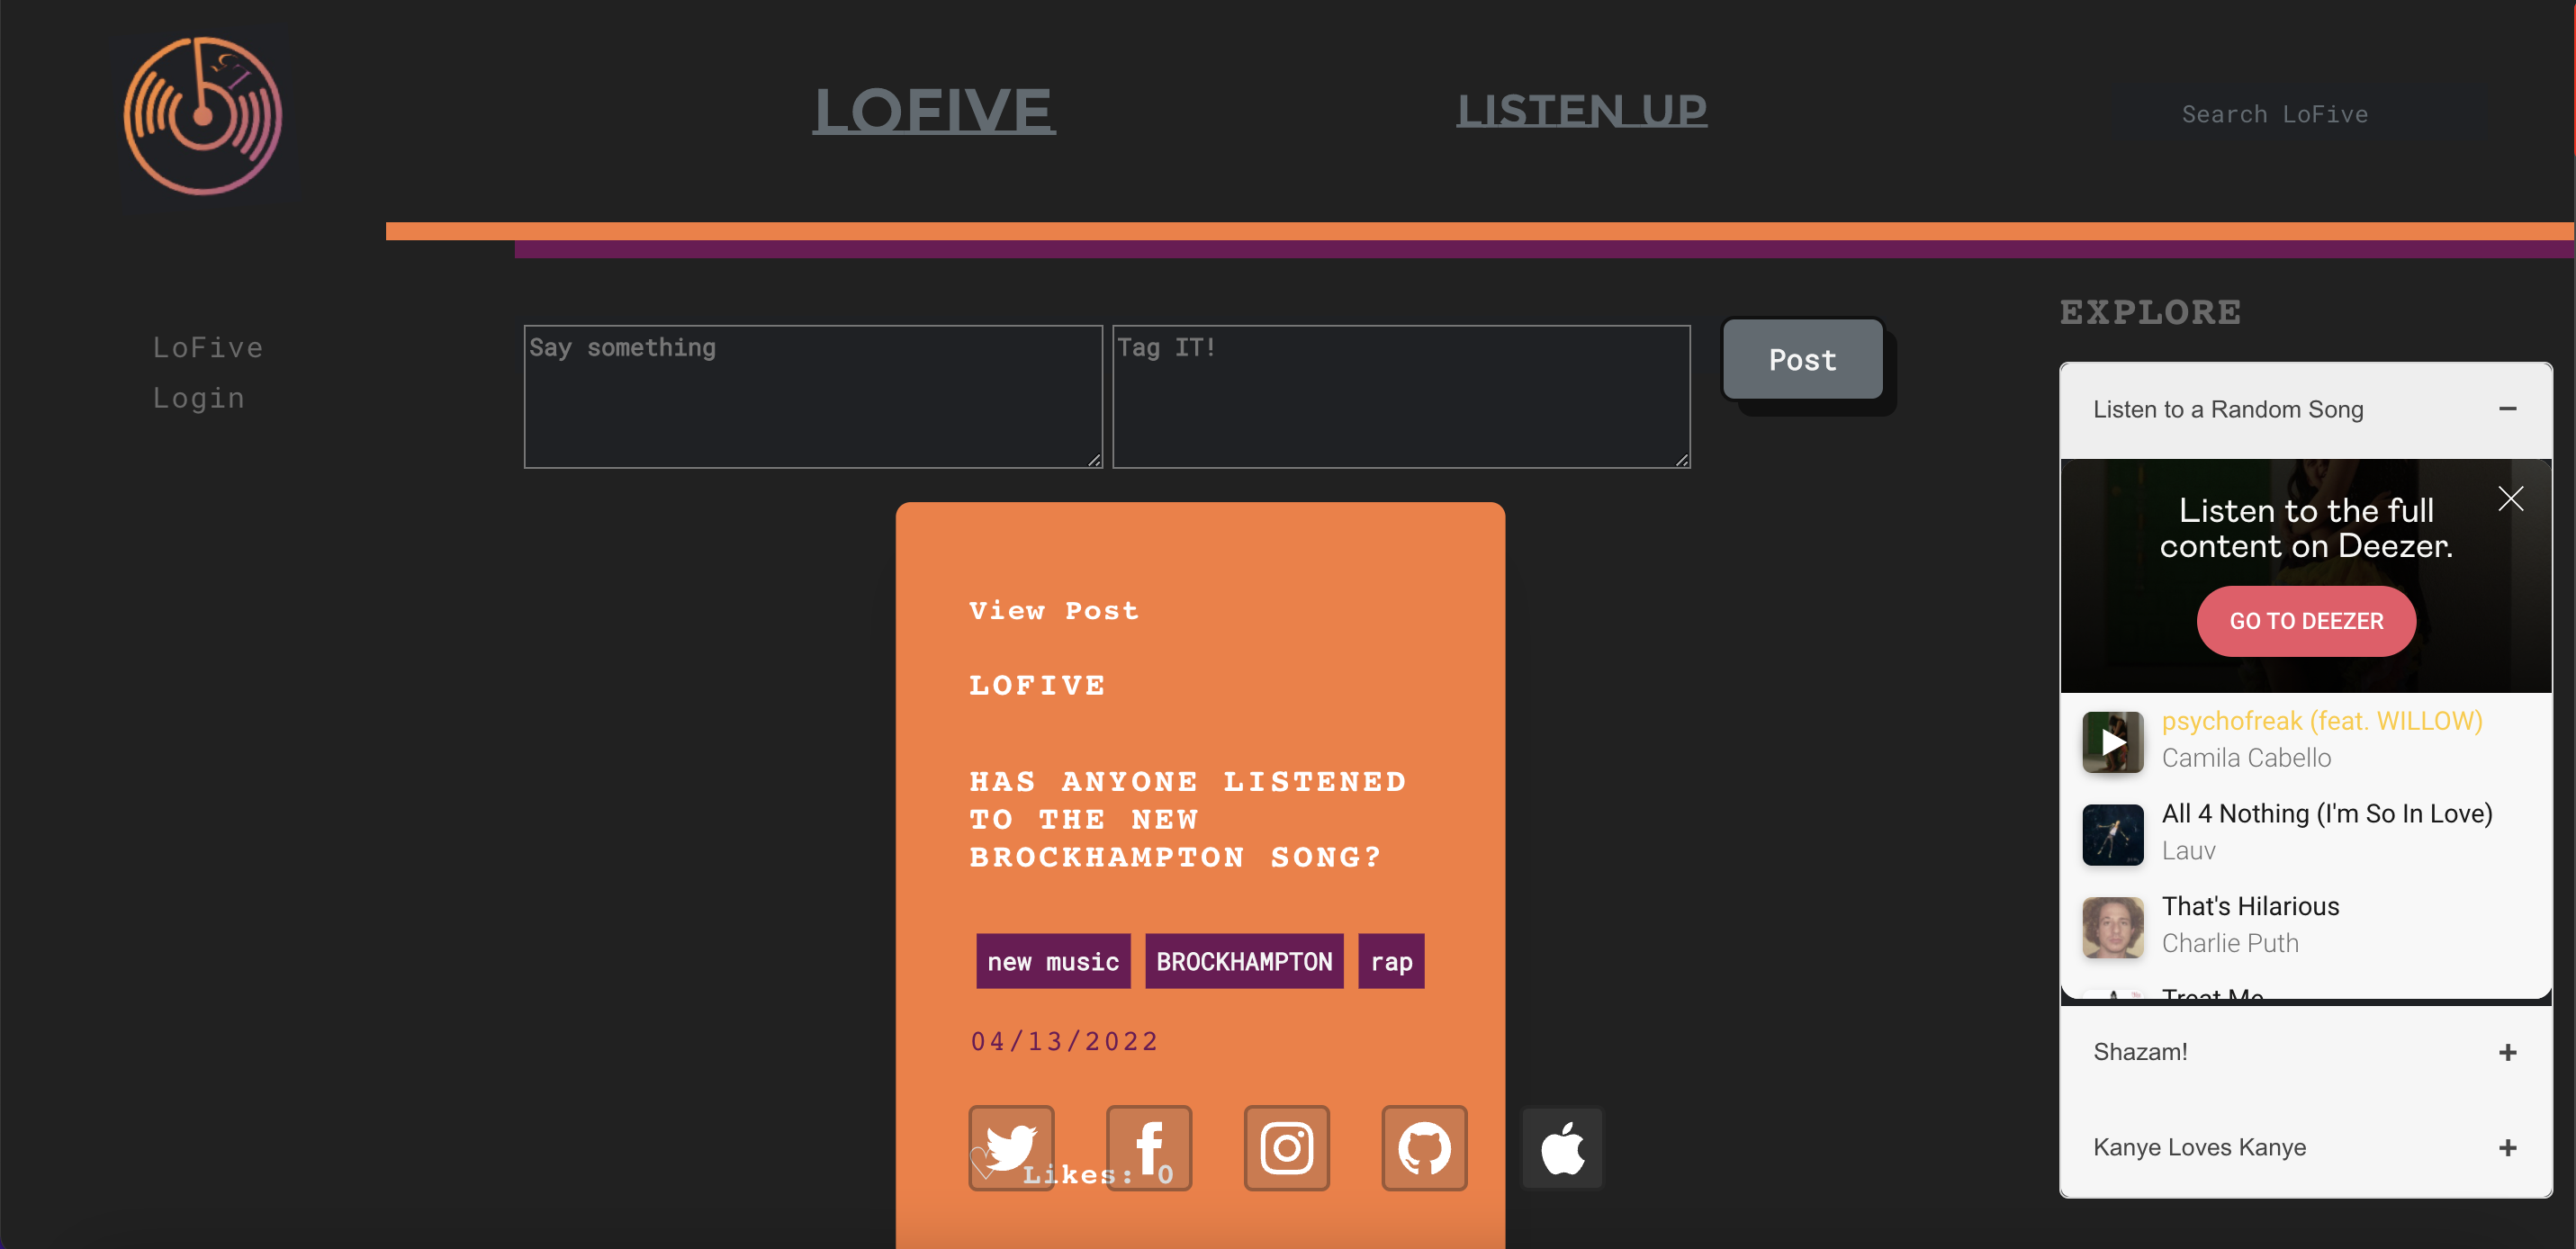 LOFIVE
LISTEN UP
Search LoFive
LoFive
Login
Say something
Tag IT!
Post
View Post
LOFIVE
HAS ANYONE LISTENED
TO THE NEW
BROCKHAMPTON SONG?
new music BROCKHAMPTON rap
04/13/2022
Likes: 0
EXPLORE
Listen to a Random Song
Listen to the full
content on Deezer.
GO TO DEEZER
psychofreak (feat. WILLOW)
Camila Cabello
All 4 Nothing (I'm So In Love)
Lauv
That's Hilarious
Charlie Puth
Treat Me
Shazam!
Kanye Loves Kanye